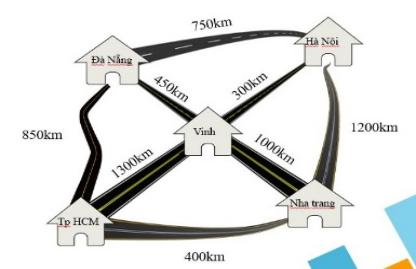 750km
Hà Nội
Đà Nẵng
450km
300km
850km
Vinh
1200km
1300km
1000km
Tp HCM
Nha trang
400km